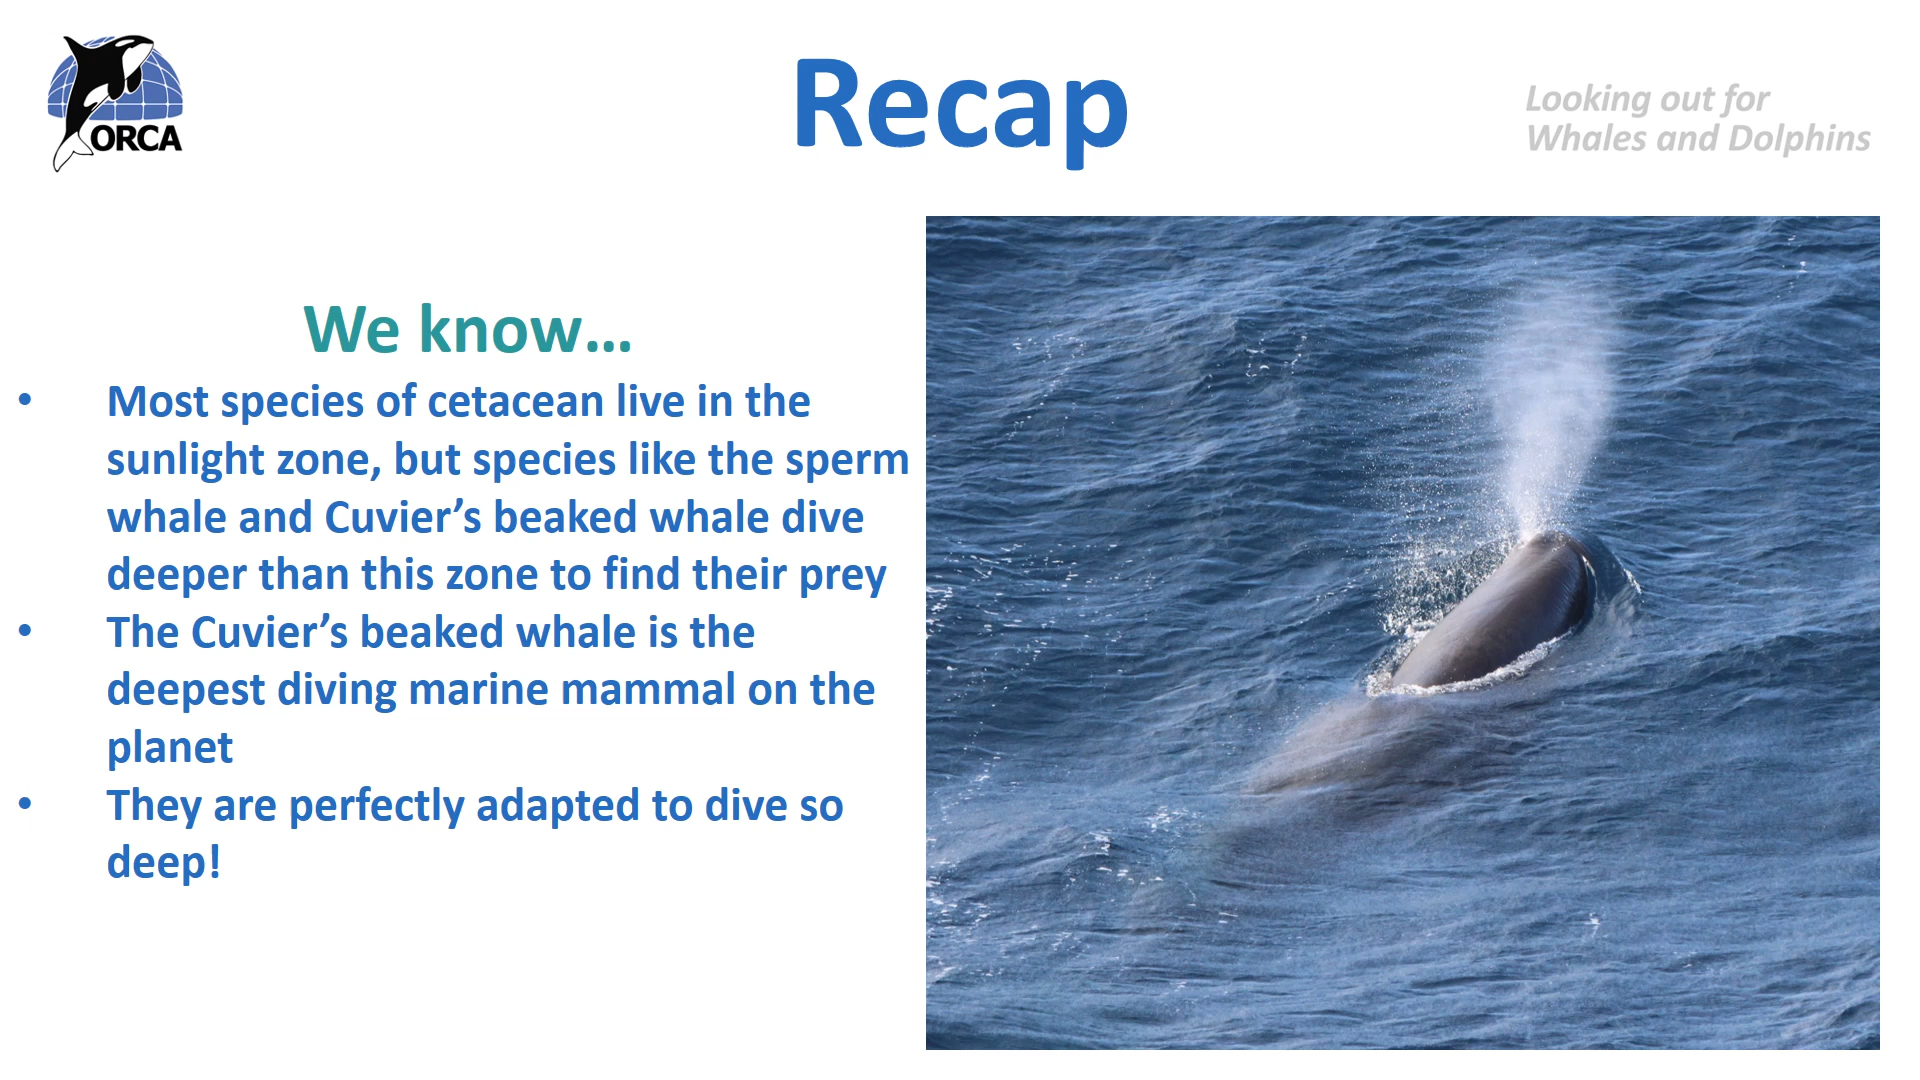 ORCA
Recap
Looking out for
Whales and Dolphins
We know...
• Most species of cetacean live in the
sunlight zone, but species like the sperm
whale and Cuvier’s beaked whale dive
deeper than this zone to find their prey
• The Cuvier’s beaked whale is the
deepest diving marine mammal on the
planet
• They are perfectly adapted to dive so
deep!